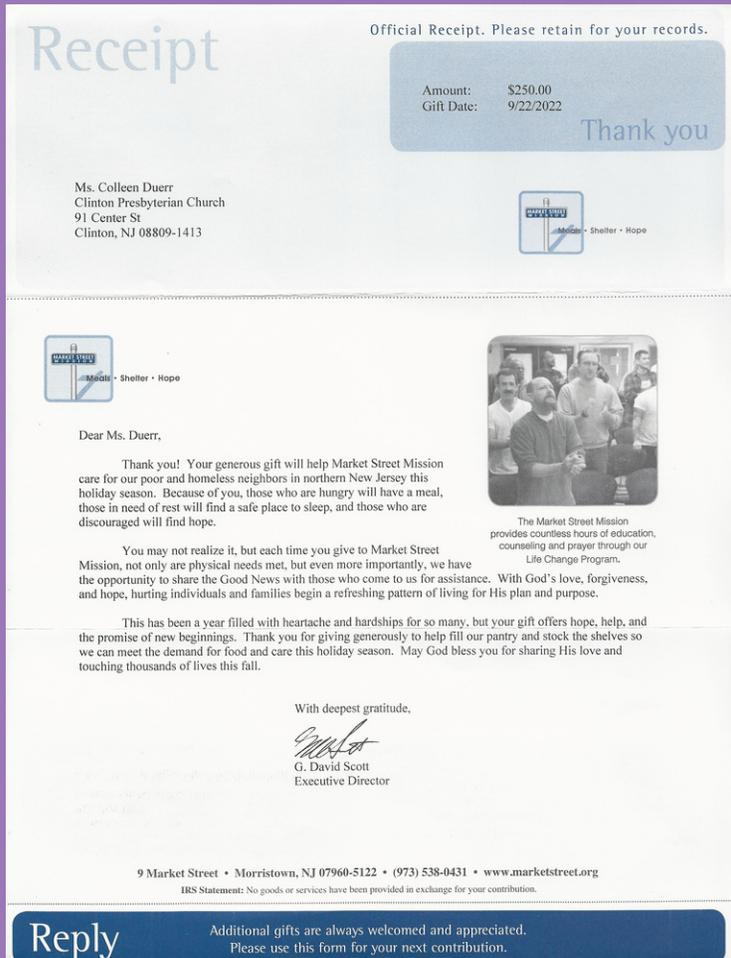 Receipt
Official Receipt. Please retain for your records.
Amount: $250.00
Gift Date: 9/22/2022
Thank you
Ms. Colleen Duerr
Clinton Presbyterian Church
91 Center St
Clinton, NJ 08809-1413
MARKET STREET
MISSION
Meals • Shelter • Hope
MARKET STREET
MISSION
Meals • Shelter • Hope
Dear Ms. Duerr,
Thank you! Your generous gift will help Market Street Mission
care for our poor and homeless neighbors in northern New Jersey this
holiday season. Because of you, those who are hungry will have a meal,
those in need of rest will find a safe place to sleep, and those who are
discouraged will find hope.
The Market Street Mission
provides countless hours of education,
counseling and prayer through our
Life Change Program.
You may not realize it, but each time you give to Market Street
Mission, not only are physical needs met, but even more importantly, we have
the opportunity to share the Good News with those who come to us for assistance. With God's love, forgiveness,
and hope, hurting individuals and families begin a refreshing pattern of living for His plan and purpose.
This has been a year filled with heartache and hardships for so many, but your gift offers hope, help, and
the promise of new beginnings. Thank you for giving generously to help fill our pantry and stock the shelves so
we can meet the demand for food and care this holiday season. May God bless you for sharing His love and
touching thousands of lives this fall.
With deepest gratitude,
G. David Scott
Executive Director
9 Market Street • Morristown, NJ 07960-5122 • (973) 538-0431 • www.marketstreet.org
IRS Statement: No goods or services have been provided in exchange for your contribution.
Reply
Additional gifts are always welcomed and appreciated.
Please use this form for your next contribution.